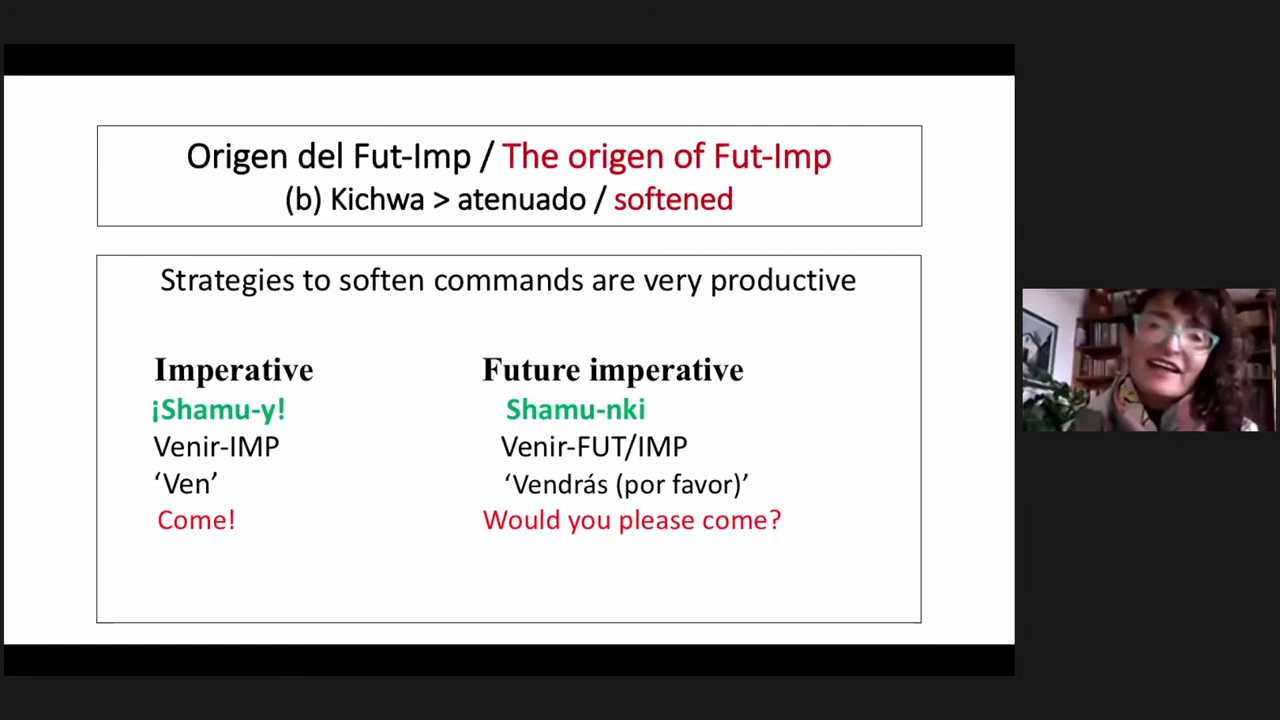 Origen del Fut-Imp / The origen of Fut-Imp
(b) Kichwa > atenuado / softened
Strategies to soften commands are very productive
Imperative Future imperative
¡Shamu-y! Shamu-nki
Venir-IMP Venir-FUT/IMP
‘Ven’ ‘Vendrás (por favor)’
Come! Would you please come?